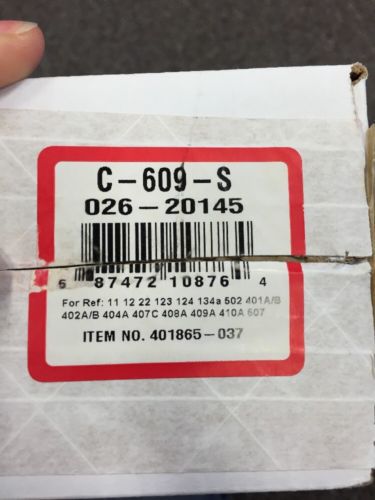 C-609-S
026-20145
6 87472 10876 4
For Ref: 11 12 22 123 124 134a 502 401A/B
402A/B 404A 407C 408A 409A 410A 607
ITEM NO. 401865-037